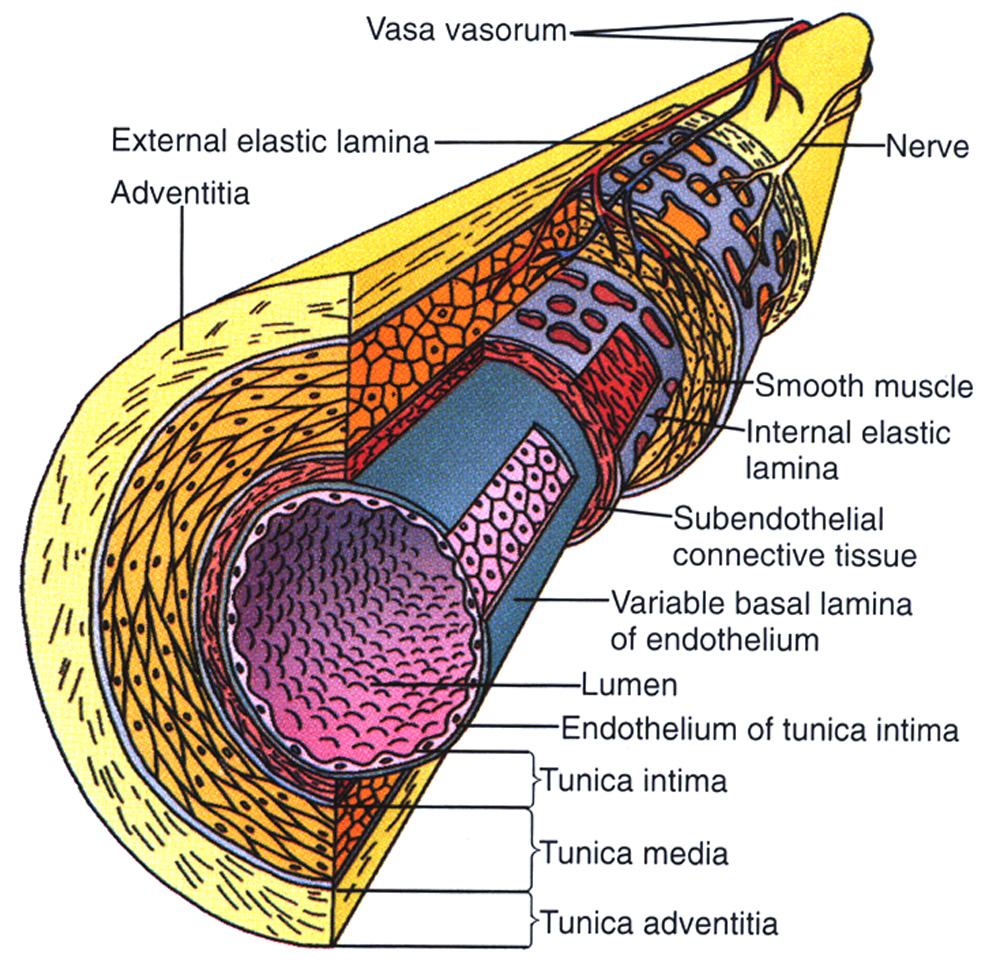 Vasa vasorum
External elastic lamina
Nerve
Adventitia
Smooth muscle
Internal elastic
lamina
Subendothelial
connective tissue
Variable basal lamina
of endothelium
Lumen
Endothelium of tunica intima
Tunica intima
Tunica media
Tunica adventitia